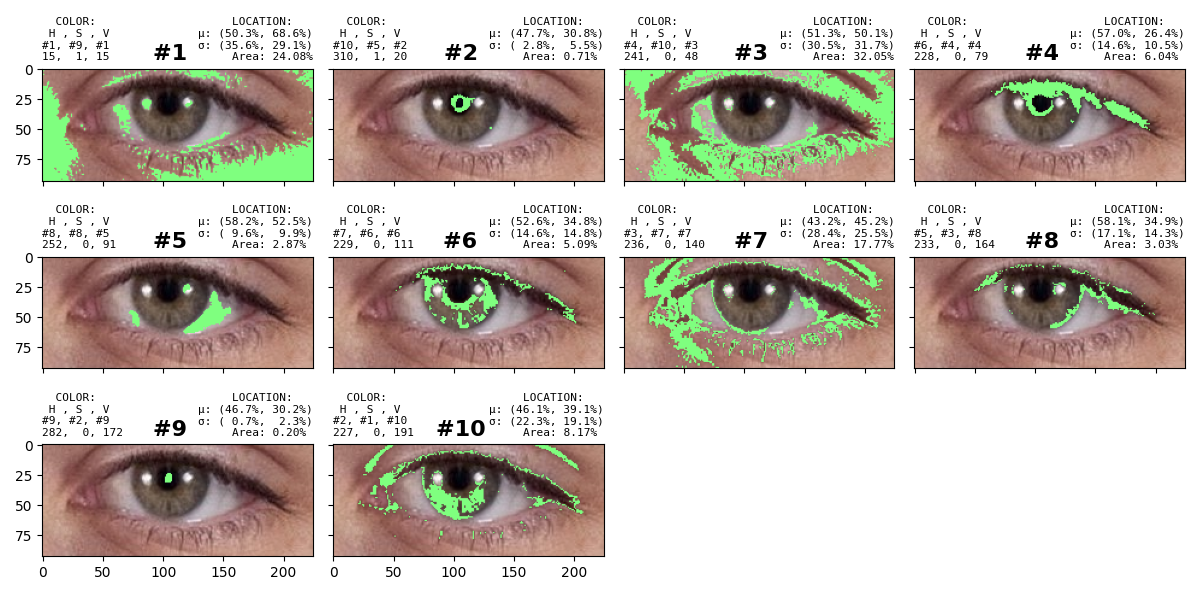 COLOR: LOCATION:
H , S , V μ: (50.3%, 68.6%)
#1, #9, #1 #1 σ: (35.6%, 29.1%)
15, 1, 15 Area: 24.08%
COLOR: LOCATION:
H , S , V μ: (47.7%, 30.8%)
#10, #5, #2 #2 σ: ( 2.8%, 5.5%)
310, 1, 20 Area: 0.71%
COLOR: LOCATION:
H , S , V μ: (51.3%, 50.1%)
#4, #10, #3 #3 σ: (30.5%, 31.7%)
241, 0, 48 Area: 32.05%
COLOR: LOCATION:
H , S , V μ: (57.0%, 26.4%)
#6, #4, #4 #4 σ: (14.6%, 10.5%)
228, 0, 79 Area: 6.04%
0
25
50
75
COLOR: LOCATION:
H , S , V μ: (58.2%, 52.5%)
#8, #8, #5 #5 σ: ( 9.6%, 9.9%)
252, 0, 91 Area: 2.87%
COLOR: LOCATION:
H , S , V μ: (52.6%, 34.8%)
#7, #6, #6 #6 σ: (14.6%, 14.8%)
229, 0, 111 Area: 5.09%
COLOR: LOCATION:
H , S , V μ: (43.2%, 45.2%)
#3, #7, #7 #7 σ: (28.4%, 25.5%)
236, 0, 140 Area: 17.77%
COLOR: LOCATION:
H , S , V μ: (58.1%, 34.9%)
#5, #3, #8 #8 σ: (17.1%, 14.3%)
233, 0, 164 Area: 3.03%
0
25
50
75
COLOR: LOCATION:
H , S , V μ: (46.7%, 30.2%)
#9, #2, #9 #9 σ: ( 0.7%, 2.3%)
282, 0, 172 Area: 0.20%
COLOR: LOCATION:
H , S , V μ: (46.1%, 39.1%)
#2, #1, #10 #10 σ: (22.3%, 19.1%)
227, 0, 191 Area: 8.17%
0
25
50
75
0 50 100 150 200
0 50 100 150 200